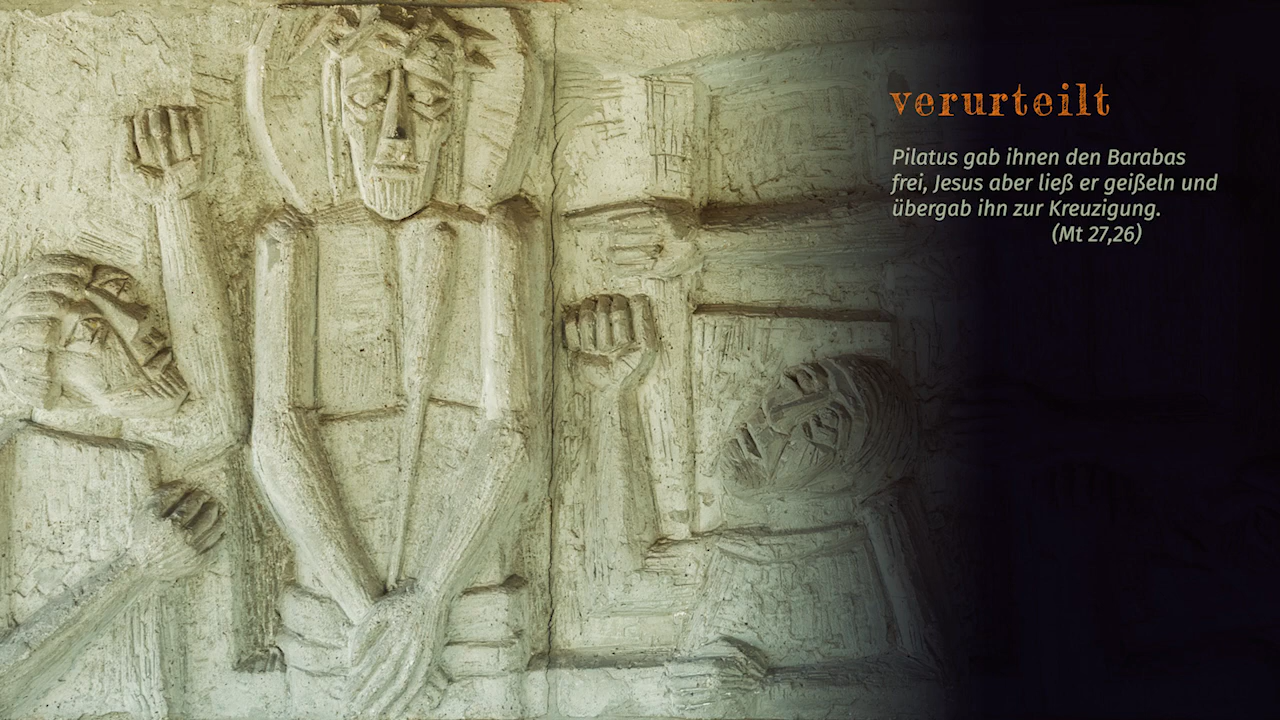 verurteilt
Pilatus gab ihnen den Barabas
frei, Jesus aber ließ er geißeln und
übergab ihn zur Kreuzigung.
(Mt 27,26)